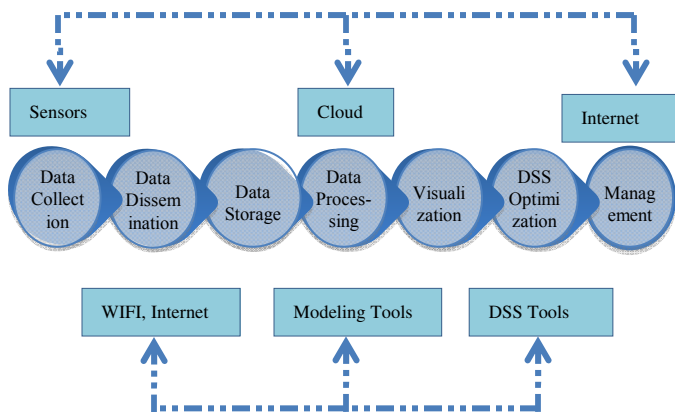 Sensors
Cloud
Internet
Data
Collect
ion
Data
Dissem
ination
Data
Storage
Data
Proces-
sing
Visuali
zation
DSS
Optimi
zation
Manag
ement
WIFI, Internet
Modeling Tools
DSS Tools